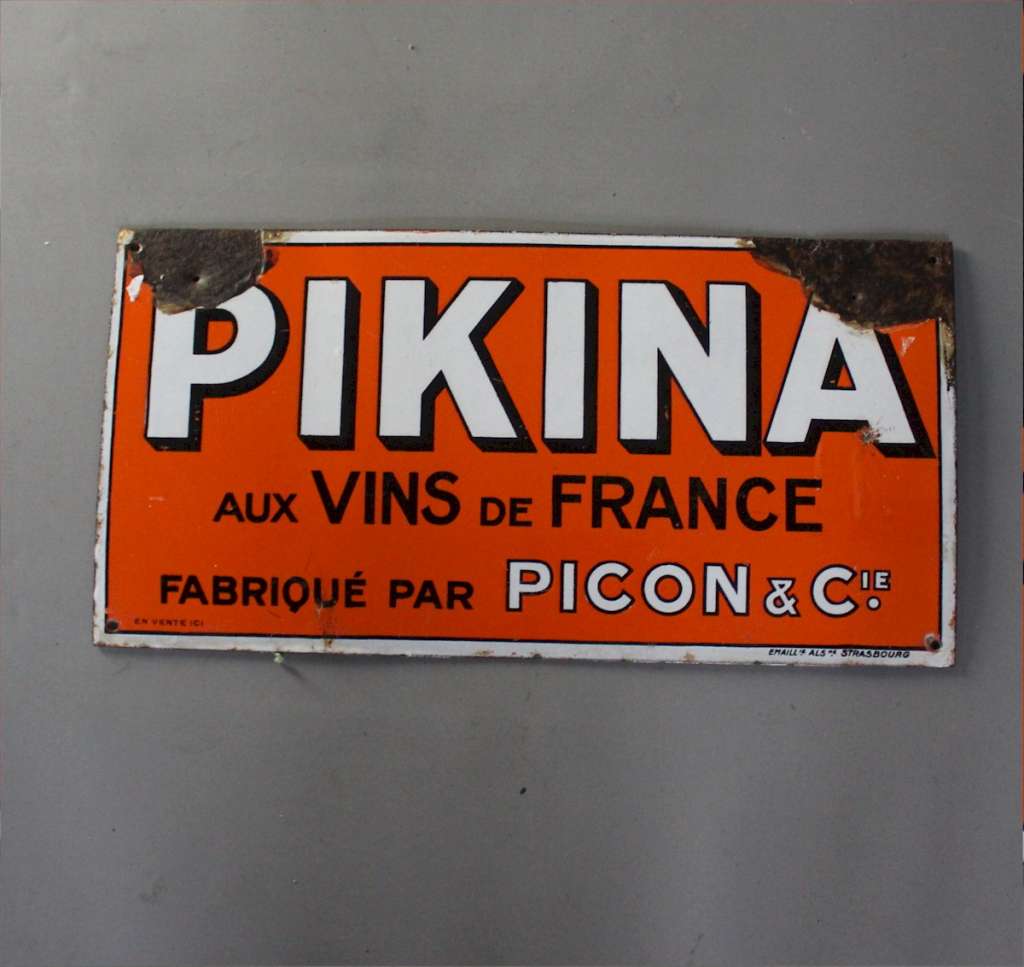 PIKINA
AUX VINS DE FRANCE
FABRIQUÉ PAR PICON & CIE.
EN VENTE ICI
EMAILLIE ALSNE STRASBOURG